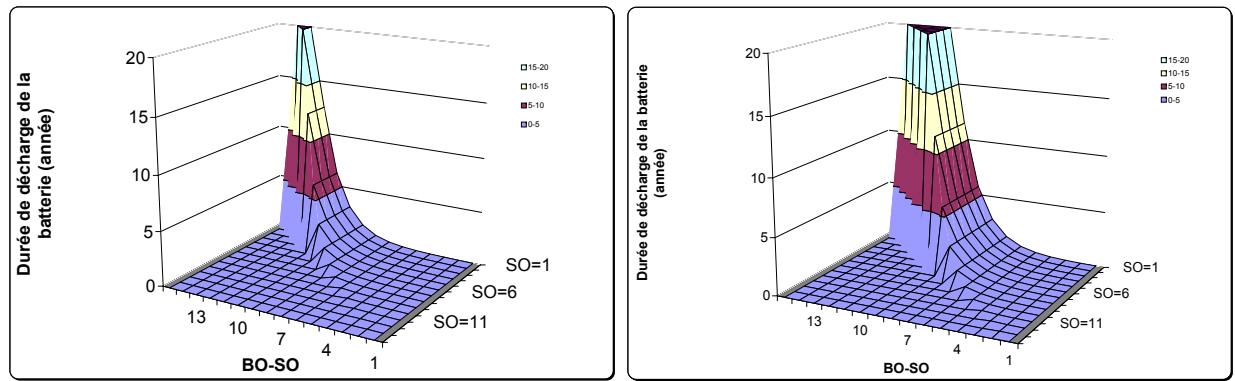 Durée de décharge de la
batterie (année)
20
15
10
5
0
13
10
7
4
1
BO-SO
SO=1
SO=6
SO=11
15-20
10-15
5-10
0-5
Durée de décharge de la batterie
(année)
20
15
10
5
0
13
10
7
4
1
BO-SO
SO=1
SO=6
SO=11
15-20
10-15
5-10
0-5